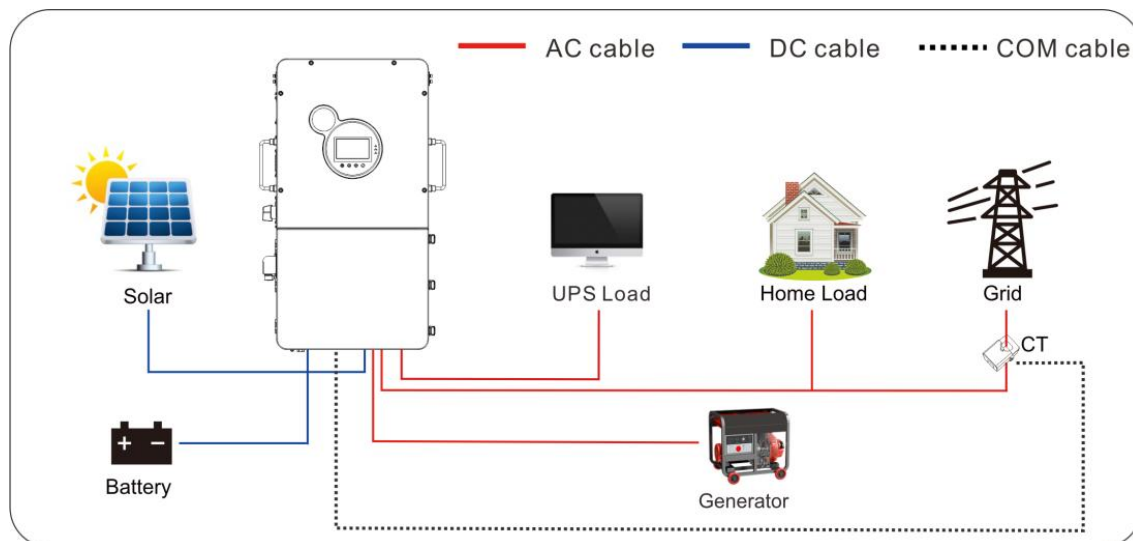 AC cable
DC cable
COM cable
Solar
UPS Load
Home Load
Grid
CT
Battery
Generator